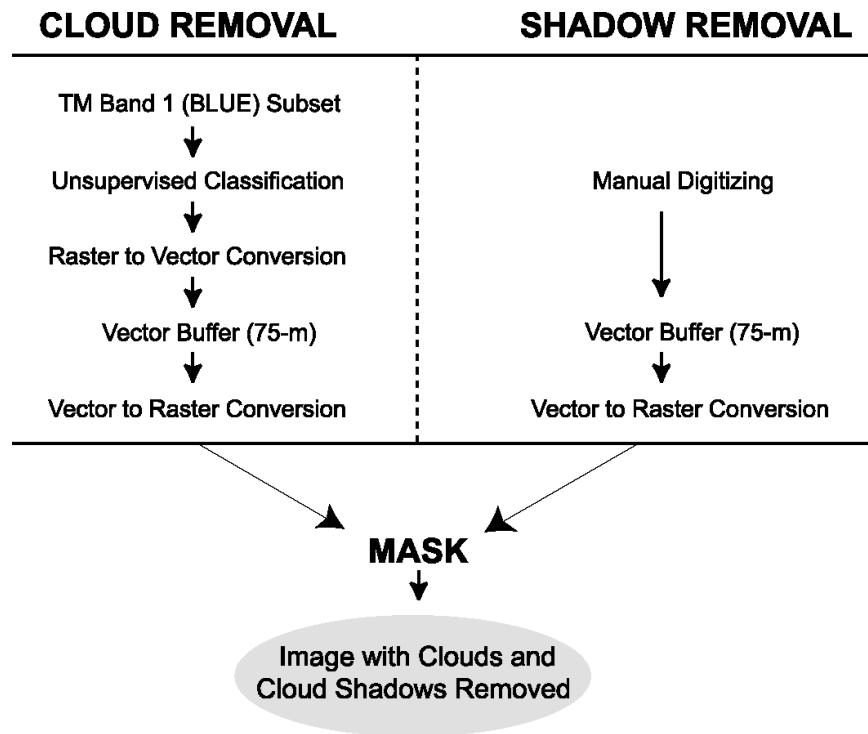 CLOUD REMOVAL
TM Band 1 (BLUE) Subset
Unsupervised Classification
Raster to Vector Conversion
Vector Buffer (75-m)
Vector to Raster Conversion
SHADOW REMOVAL
Manual Digitizing
Vector Buffer (75-m)
Vector to Raster Conversion
MASK
Image with Clouds and
Cloud Shadows Removed